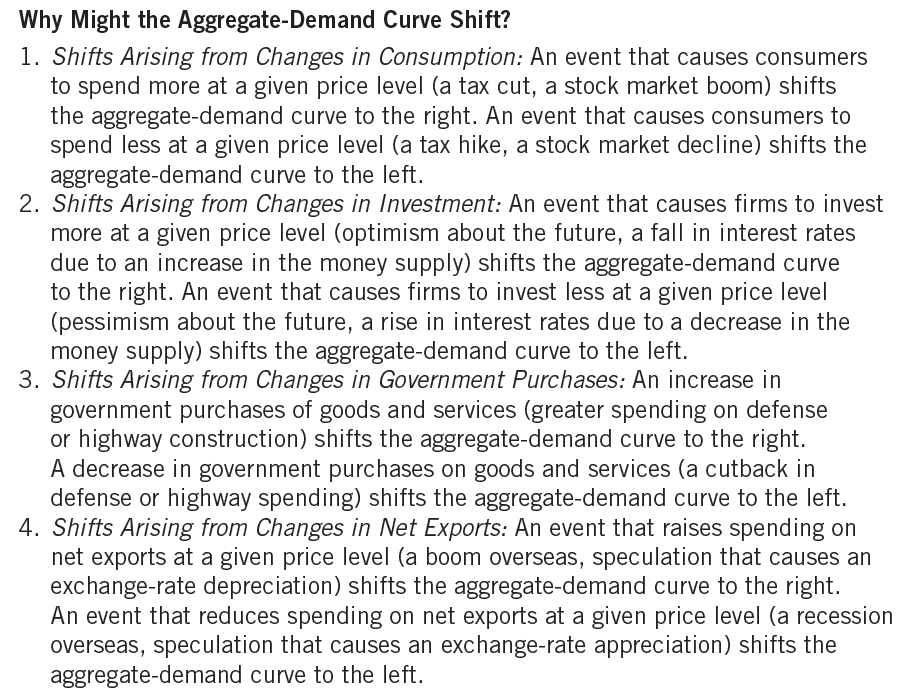 Why Might the Aggregate-Demand Curve Shift?
1. Shifts Arising from Changes in Consumption: An event that causes consumers
to spend more at a given price level (a tax cut, a stock market boom) shifts
the aggregate-demand curve to the right. An event that causes consumers to
spend less at a given price level (a tax hike, a stock market decline) shifts the
aggregate-demand curve to the left.
2. Shifts Arising from Changes in Investment: An event that causes firms to invest
more at a given price level (optimism about the future, a fall in interest rates
due to an increase in the money supply) shifts the aggregate-demand curve
to the right. An event that causes firms to invest less at a given price level
(pessimism about the future, a rise in interest rates due to a decrease in the
money supply) shifts the aggregate-demand curve to the left.
3. Shifts Arising from Changes in Government Purchases: An increase in
government purchases of goods and services (greater spending on defense
or highway construction) shifts the aggregate-demand curve to the right.
A decrease in government purchases on goods and services (a cutback in
defense or highway spending) shifts the aggregate-demand curve to the left.
4. Shifts Arising from Changes in Net Exports: An event that raises spending on
net exports at a given price level (a boom overseas, speculation that causes an
exchange-rate depreciation) shifts the aggregate-demand curve to the right.
An event that reduces spending on net exports at a given price level (a recession
overseas, speculation that causes an exchange-rate appreciation) shifts the
aggregate-demand curve to the left.